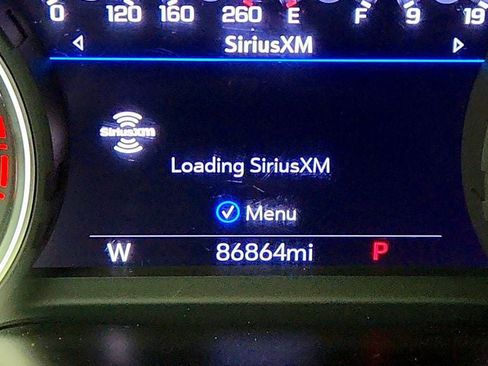 0 120 160 260 E F 9 19
SiriusXM
SiriusXM
Loading SiriusXM
Menu
W 86864mi P